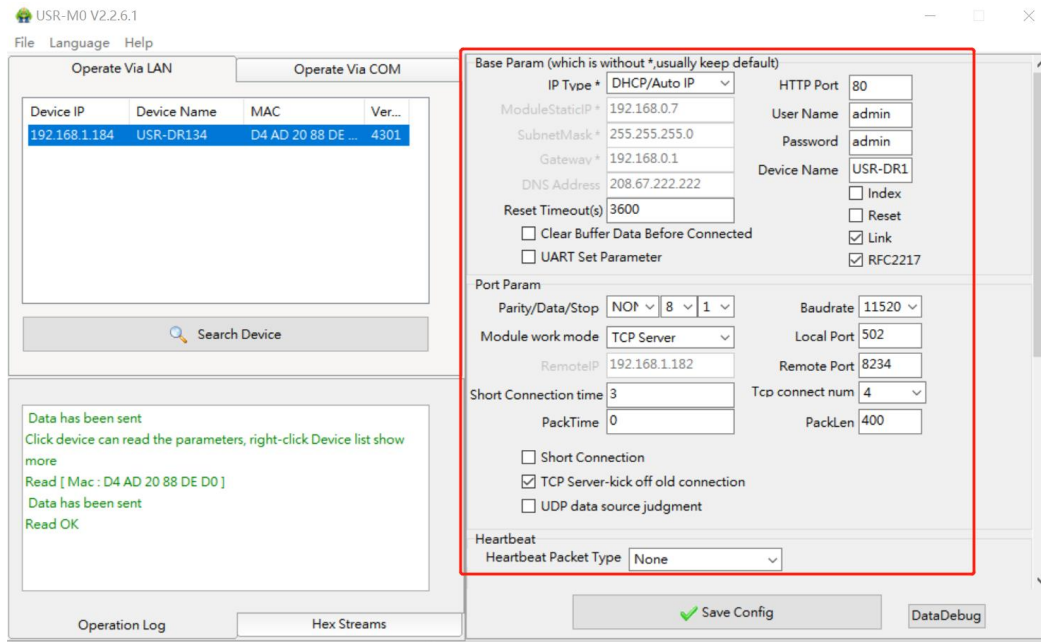 USR-M0 V2.2.6.1
File Language Help
Operate Via LAN
Operate Via COM
Device IP Device Name MAC Ver...
192.168.1.184 USR-DR134 D4 AD 20 88 DE ... 4301
Search Device
Data has been sent
Click device can read the parameters, right-click Device list show
more
Read [ Mac : D4 AD 20 88 DE D0 ]
Data has been sent
Read OK
Operation Log
Hex Streams
Base Param (which is without *,usually keep default)
IP Type * DHCP/Auto IP
HTTP Port 80
ModuleStaticIP * 192.168.0.7
User Name admin
SubnetMask * 255.255.255.0
Password admin
Gateway * 192.168.0.1
Device Name USR-DR1
DNS Address 208.67.222.222
Index
Reset Timeout(s) 3600
Reset
Clear Buffer Data Before Connected
Link
UART Set Parameter
RFC2217
Port Param
Parity/Data/Stop NON 8 1
Baudrate 11520
Module work mode TCP Server
Local Port 502
RemoteIP 192.168.1.182
Remote Port 8234
Short Connection time 3
Tcp connect num 4
PackTime 0
PackLen 400
Short Connection
TCP Server-kick off old connection
UDP data source judgment
Heartbeat
Heartbeat Packet Type None
Save Config
DataDebug